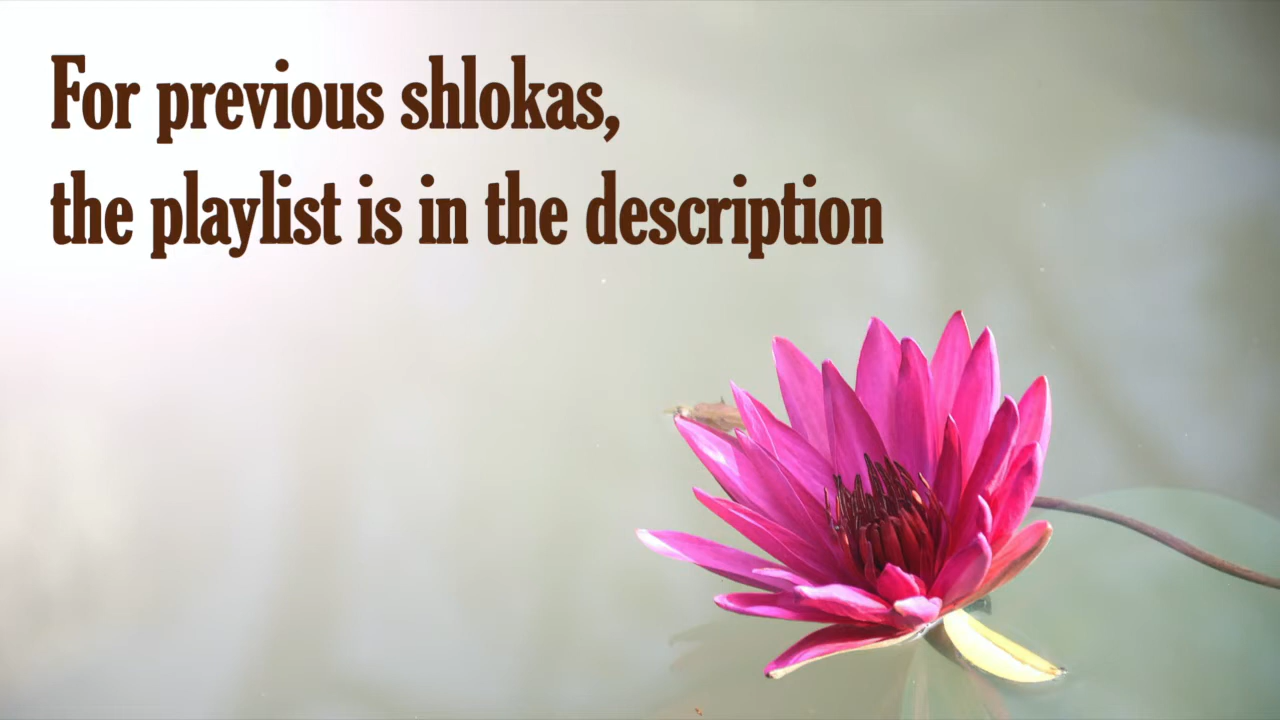 For previous shlokas,
the playlist is in the description